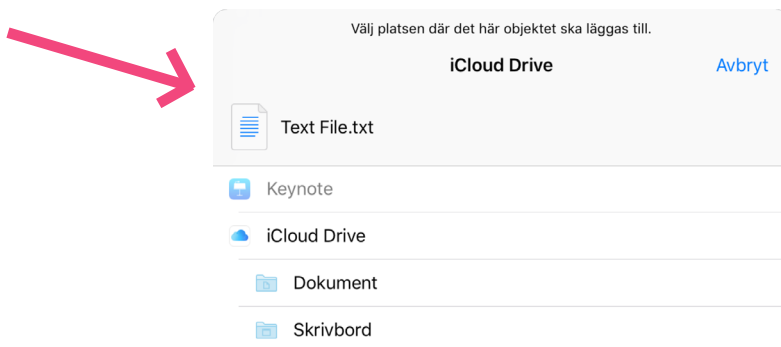 Välj platsen där det här objektet ska läggas till.
iCloud Drive Avbryt
Text File.txt
Keynote
iCloud Drive
Dokument
Skrivbord